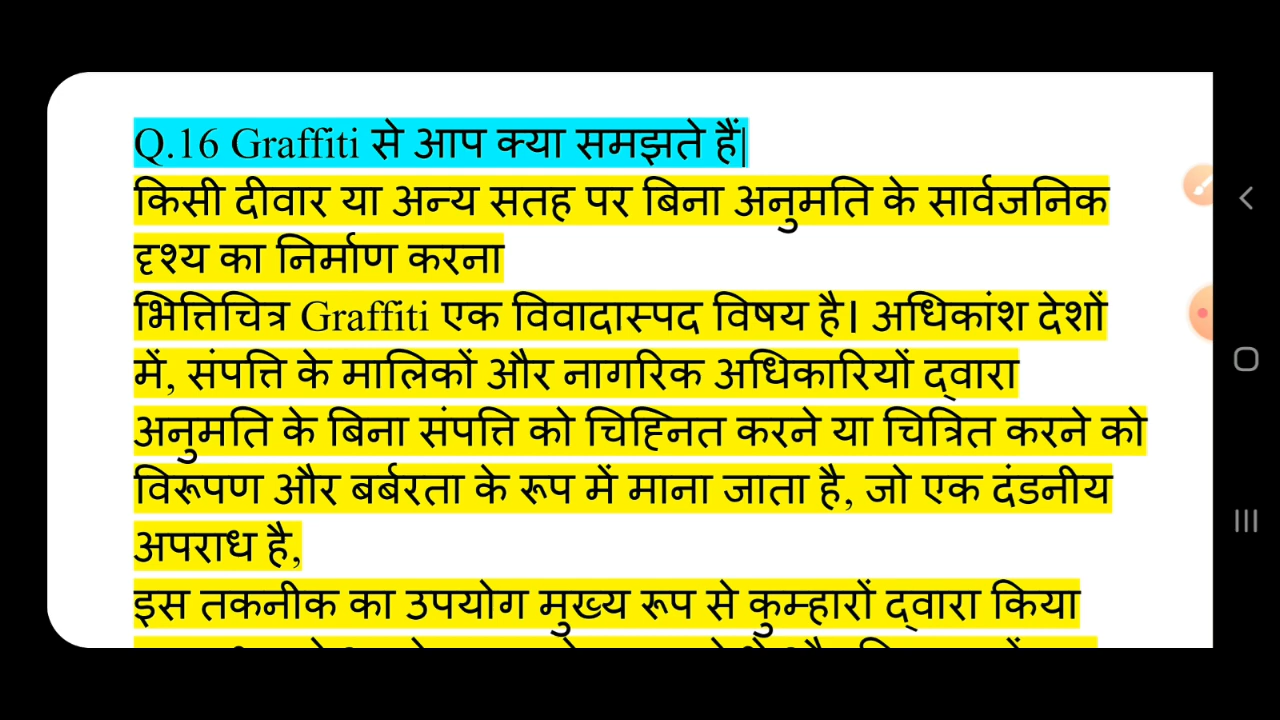 Q.16 Graffiti से आप क्या समझते हैं|
किसी दीवार या अन्य सतह पर बिना अनुमति के सार्वजनिक
दृश्य का निर्माण करना
भित्तिचित्र Graffiti एक विवादास्पद विषय है। अधिकांश देशों
में, संपत्ति के मालिकों और नागरिक अधिकारियों द्वारा
अनुमति के बिना संपत्ति को चिह्नित करने या चित्रित करने को
विरूपण और बर्बरता के रूप में माना जाता है, जो एक दंडनीय
अपराध है,
इस तकनीक का उपयोग मुख्य रूप से कुम्हारों द्वारा किया